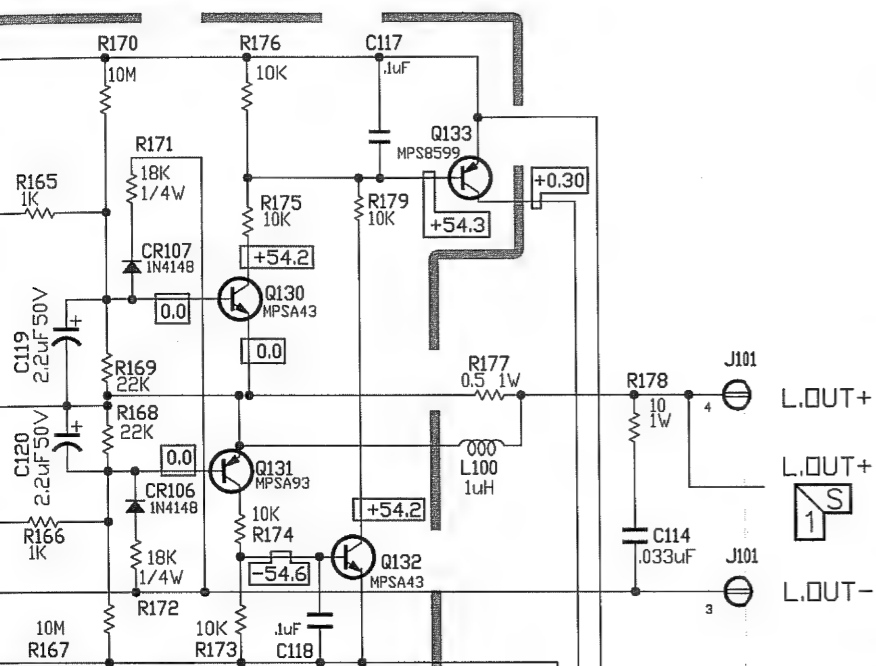 R170
R176
C117
10M
10K
.1uF
Q133
MPS8599
R171
18K
1/4W
R165
1K
+0.30
R175
10K
R179
10K
+54.3
CR107
1N4148
+54.2
Q130
MPSA43
0.0
+
C119
2.2uF50V
0.0
R169
22K
R177
0.5 1W
R178
10
1W
J101
4
L.OUT+
R168
22K
+
C120
2.2uF50V
0.0
Q131
MPSA93
L100
1uH
L.OUT+
S
1
CR106
1N4148
10K
R174
+54.2
R166
1K
18K
1/4W
-54.6
Q132
MPSA43
C114
.033uF
J101
3
L.OUT-
R172
10M
R167
10K
R173
.1uF
C118